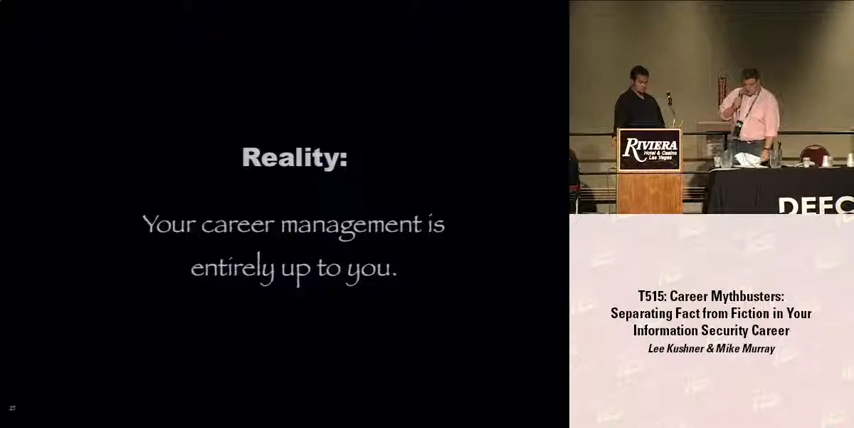 Reality:
Your career management is
entirely up to you.
27
RIVIERA
Hotel & Casino
Las Vegas
DEFC
T515: Career Mythbusters:
Separating Fact from Fiction in Your
Information Security Career
Lee Kushner & Mike Murray